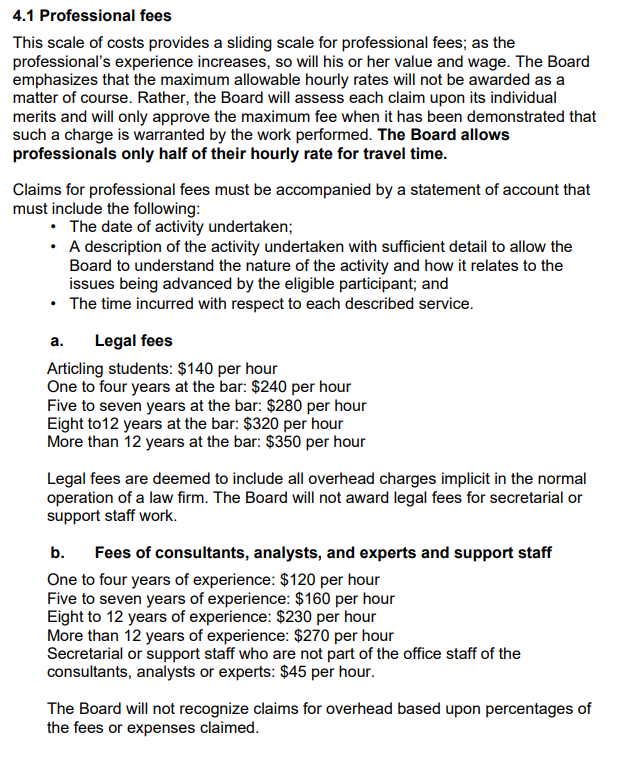 4.1 Professional fees
This scale of costs provides a sliding scale for professional fees; as the
professional's experience increases, so will his or her value and wage. The Board
emphasizes that the maximum allowable hourly rates will not be awarded as a
matter of course. Rather, the Board will assess each claim upon its individual
merits and will only approve the maximum fee when it has been demonstrated that
such a charge is warranted by the work performed. The Board allows
professionals only half of their hourly rate for travel time.
Claims for professional fees must be accompanied by a statement of account that
must include the following:
• The date of activity undertaken;
• A description of the activity undertaken with sufficient detail to allow the
Board to understand the nature of the activity and how it relates to the
issues being advanced by the eligible participant; and
• The time incurred with respect to each described service.
a. Legal fees
Articling students: $140 per hour
One to four years at the bar: $240 per hour
Five to seven years at the bar: $280 per hour
Eight to12 years at the bar: $320 per hour
More than 12 years at the bar: $350 per hour
Legal fees are deemed to include all overhead charges implicit in the normal
operation of a law firm. The Board will not award legal fees for secretarial or
support staff work.
b. Fees of consultants, analysts, and experts and support staff
One to four years of experience: $120 per hour
Five to seven years of experience: $160 per hour
Eight to 12 years of experience: $230 per hour
More than 12 years of experience: $270 per hour
Secretarial or support staff who are not part of the office staff of the
consultants, analysts or experts: $45 per hour.
The Board will not recognize claims for overhead based upon percentages of
the fees or expenses claimed.